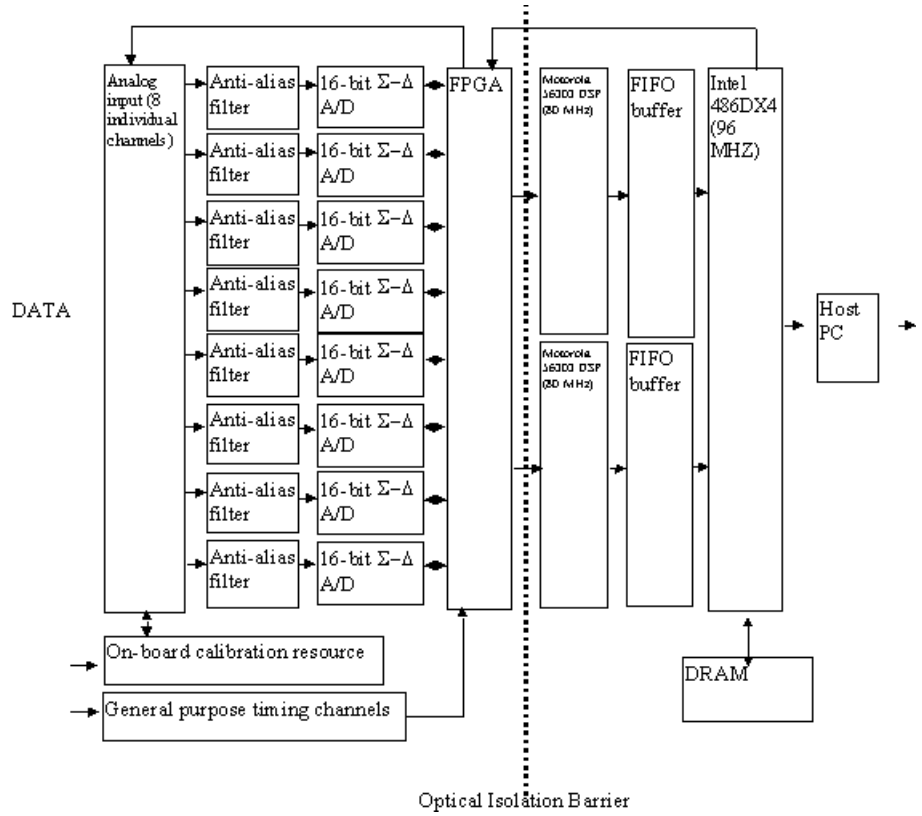 Analog
input (8
individual
channels)
Anti-alias
filter
16-bit Σ-Δ
A/D
FPGA
Motorola
56303 DSP
(80 MHz)
FIFO
buffer
Intel
486DX4
(96
MHZ)
Anti-alias
filter
16-bit Σ-Δ
A/D
Anti-alias
filter
16-bit Σ-Δ
A/D
Anti-alias
filter
16-bit Σ-Δ
A/D
DATA
Host
PC
Anti-alias
filter
16-bit Σ-Δ
A/D
Motorola
56303 DSP
(80 MHz)
FIFO
buffer
Anti-alias
filter
16-bit Σ-Δ
A/D
Anti-alias
filter
16-bit Σ-Δ
A/D
Anti-alias
filter
16-bit Σ-Δ
A/D
On-board calibration resource
DRAM
General purpose timing channels
Optical Isolation Barrier